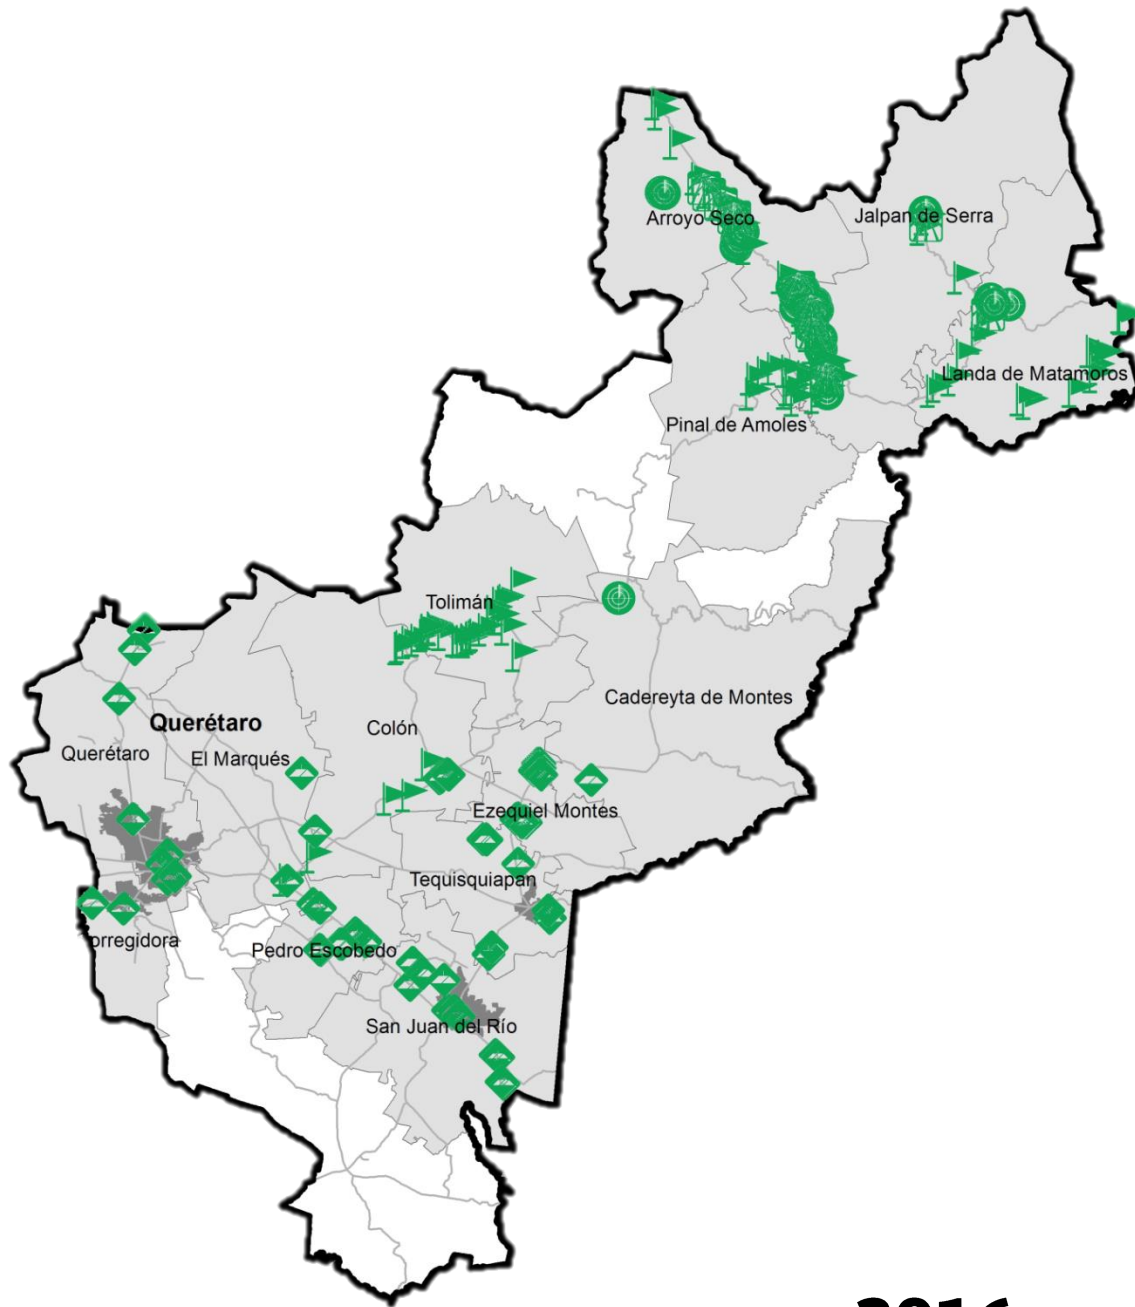 Arroyo Seco
Jalpan de Serra
Landa de Matamoros
Pinal de Amoles
Tolimán
Cadereyta de Montes
Querétaro
Colón
Querétaro
El Marqués
Ezequiel Montes
Tequisquiapan
orregidora
Pedro Escobedo
San Juan del Río
2016